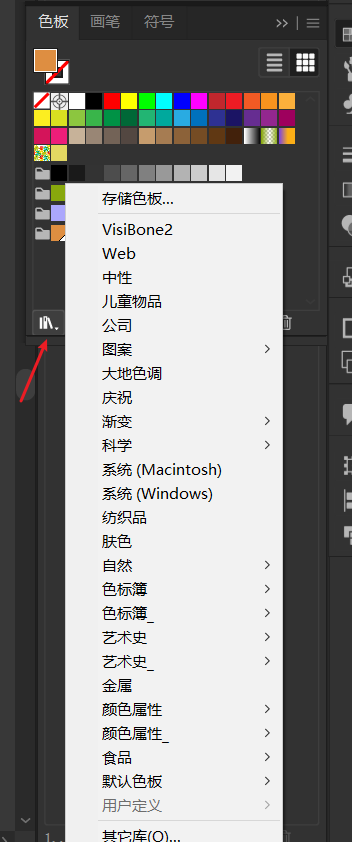 色板 画笔 符号
存储色板...
VisiBone2
Web
中性
儿童物品
公司
图案
大地色调
庆祝
渐变
科学
系统 (Macintosh)
系统 (Windows)
纺织品
肤色
自然
色标簿
色标簿_
艺术史
艺术史_
金属
颜色属性
颜色属性_
食品
默认色板
用户定义
其它库(O)...
1.